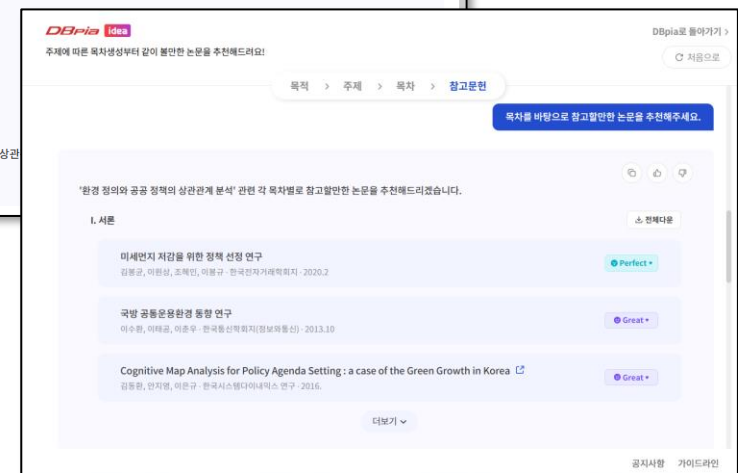 DBpia idea
DBpia로 돌아가기 >
주제에 따른 목차생성부터 같이 볼만한 논문을 추천해드려요!
처음으로
목적 > 주제 > 목차 > 참고문헌
목차를 바탕으로 참고할만한 논문을 추천해주세요.
상관
'환경 정의와 공공 정책의 상관관계 분석' 관련 각 목차별로 참고할만한 논문을 추천해드리겠습니다.
I. 서론
전체다운
미세먼지 저감을 위한 정책 선정 연구
Perfect
김봉균, 이원상, 조혜인, 이봉규 · 한국전자거래학회지 · 2020.2
국방 공통운용환경 동향 연구
Great
이수환, 이태공, 이준우 · 한국통신학회지(정보와통신) · 2013.10
Cognitive Map Analysis for Policy Agenda Setting : a case of the Green Growth in Korea
Great
김동환, 안지영, 이은규 · 한국시스템다이내믹스 연구 · 2016.
더보기
공지사항 가이드라인